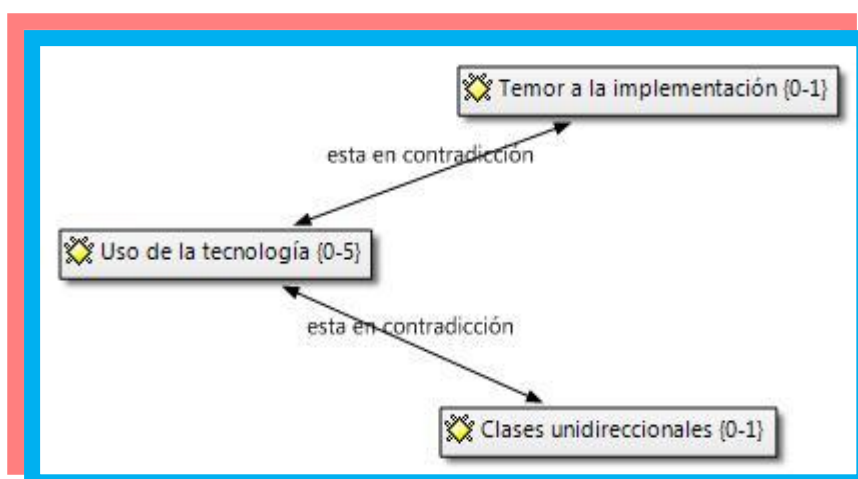 Temor a la implementación {0-1}
esta en contradicción
Uso de la tecnología {0-5}
esta en contradicción
Clases unidireccionales {0-1}